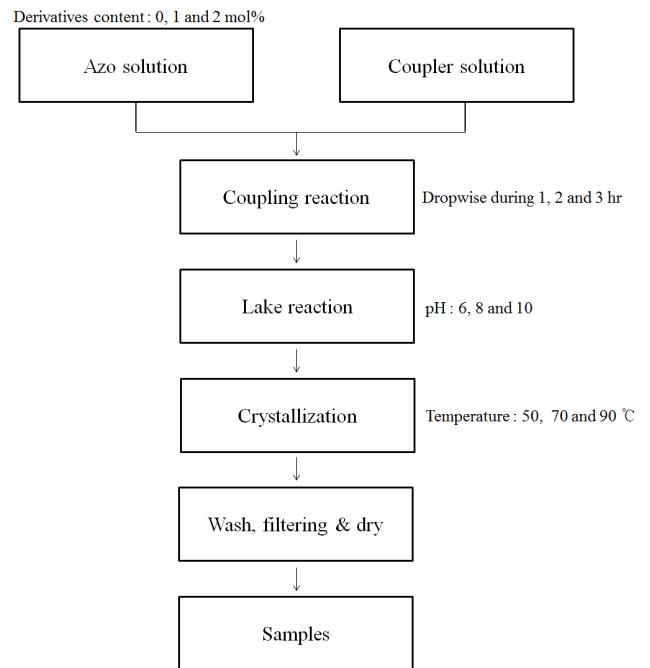 Derivatives content : 0, 1 and 2 mol%
Azo solution
Coupler solution
Coupling reaction
Dropwise during 1, 2 and 3 hr
Lake reaction
pH : 6, 8 and 10
Crystallization
Temperature : 50, 70 and 90 ℃
Wash, filtering & dry
Samples